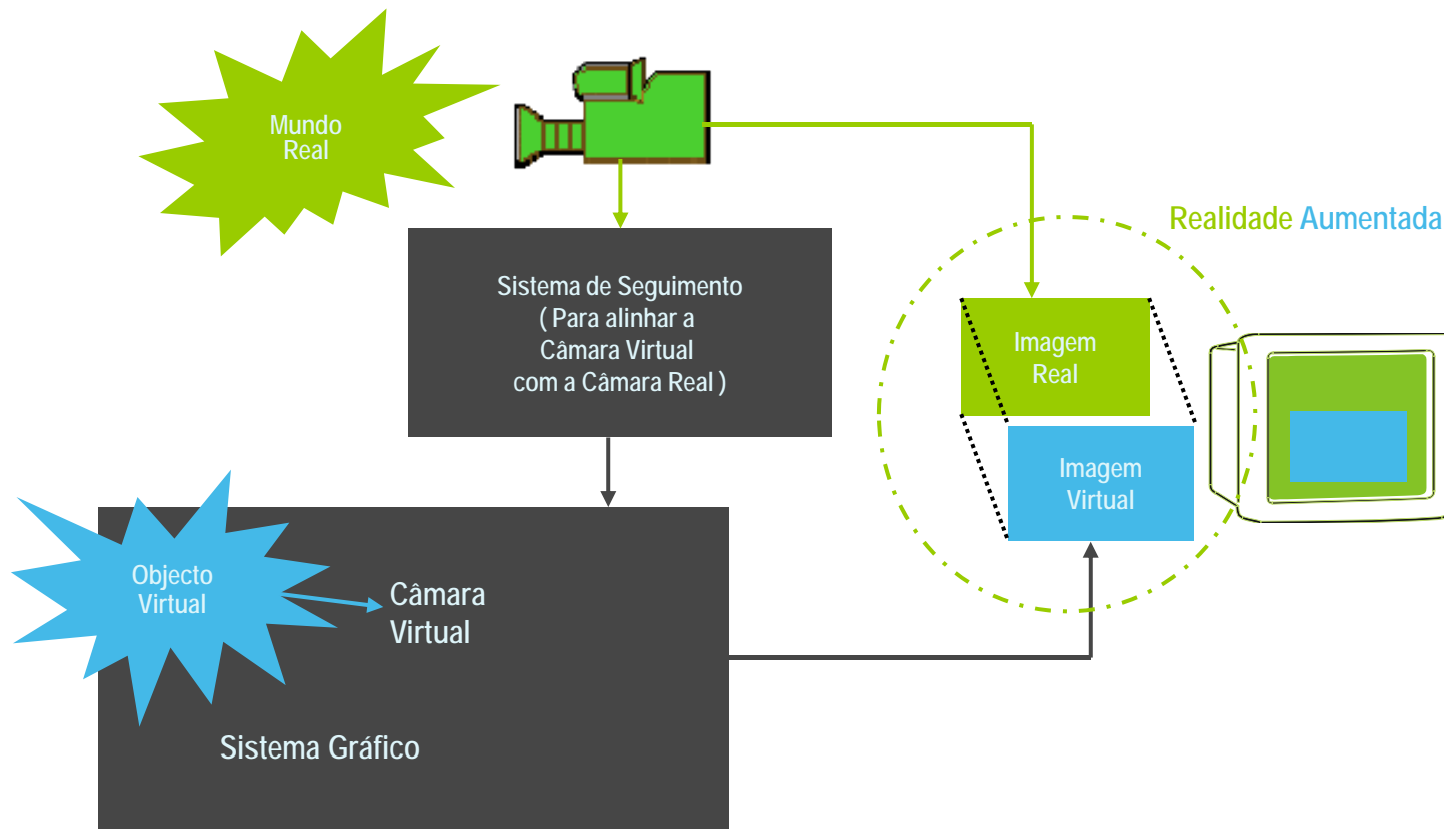 Mundo
Real
Realidade Aumentada
Sistema de Seguimento
( Para alinhar a
Câmara Virtual
com a Câmara Real )
Imagem
Real
Imagem
Virtual
Objecto
Virtual
Câmara
Virtual
Sistema Gráfico